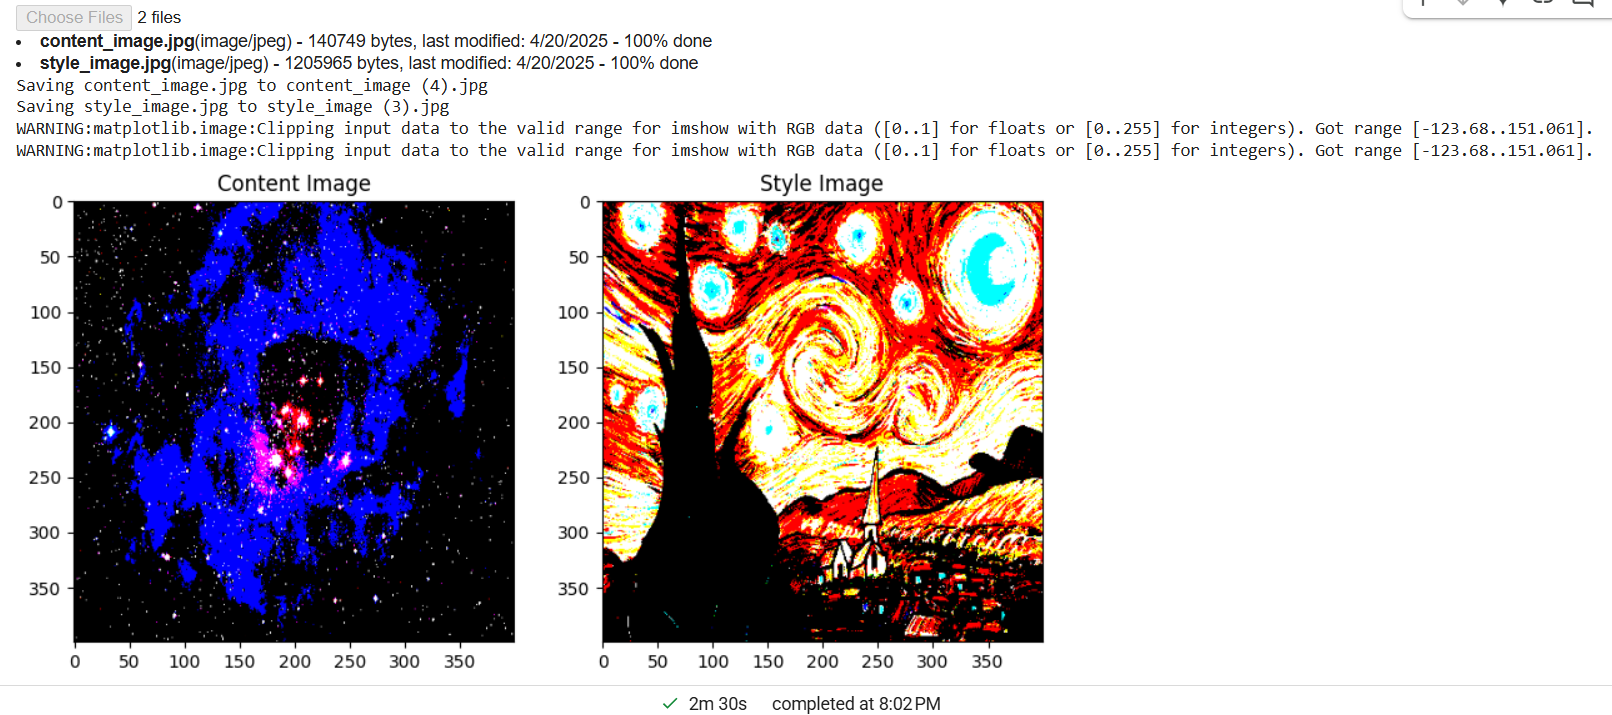 Choose Files 2 files
• content_image.jpg(image/jpeg) - 140749 bytes, last modified: 4/20/2025 - 100% done
• style_image.jpg(image/jpeg) - 1205965 bytes, last modified: 4/20/2025 - 100% done
Saving content_image.jpg to content_image (4).jpg
Saving style_image.jpg to style_image (3).jpg
WARNING:matplotlib.image:Clipping input data to the valid range for imshow with RGB data ([0..1] for floats or [0..255] for integers). Got range [-123.68..151.061].
WARNING:matplotlib.image:Clipping input data to the valid range for imshow with RGB data ([0..1] for floats or [0..255] for integers). Got range [-123.68..151.061].
Content Image
0
50
100
150
200
250
300
350
0 50 100 150 200 250 300 350
Style Image
0
50
100
150
200
250
300
350
0 50 100 150 200 250 300 350
2m 30s completed at 8:02 PM